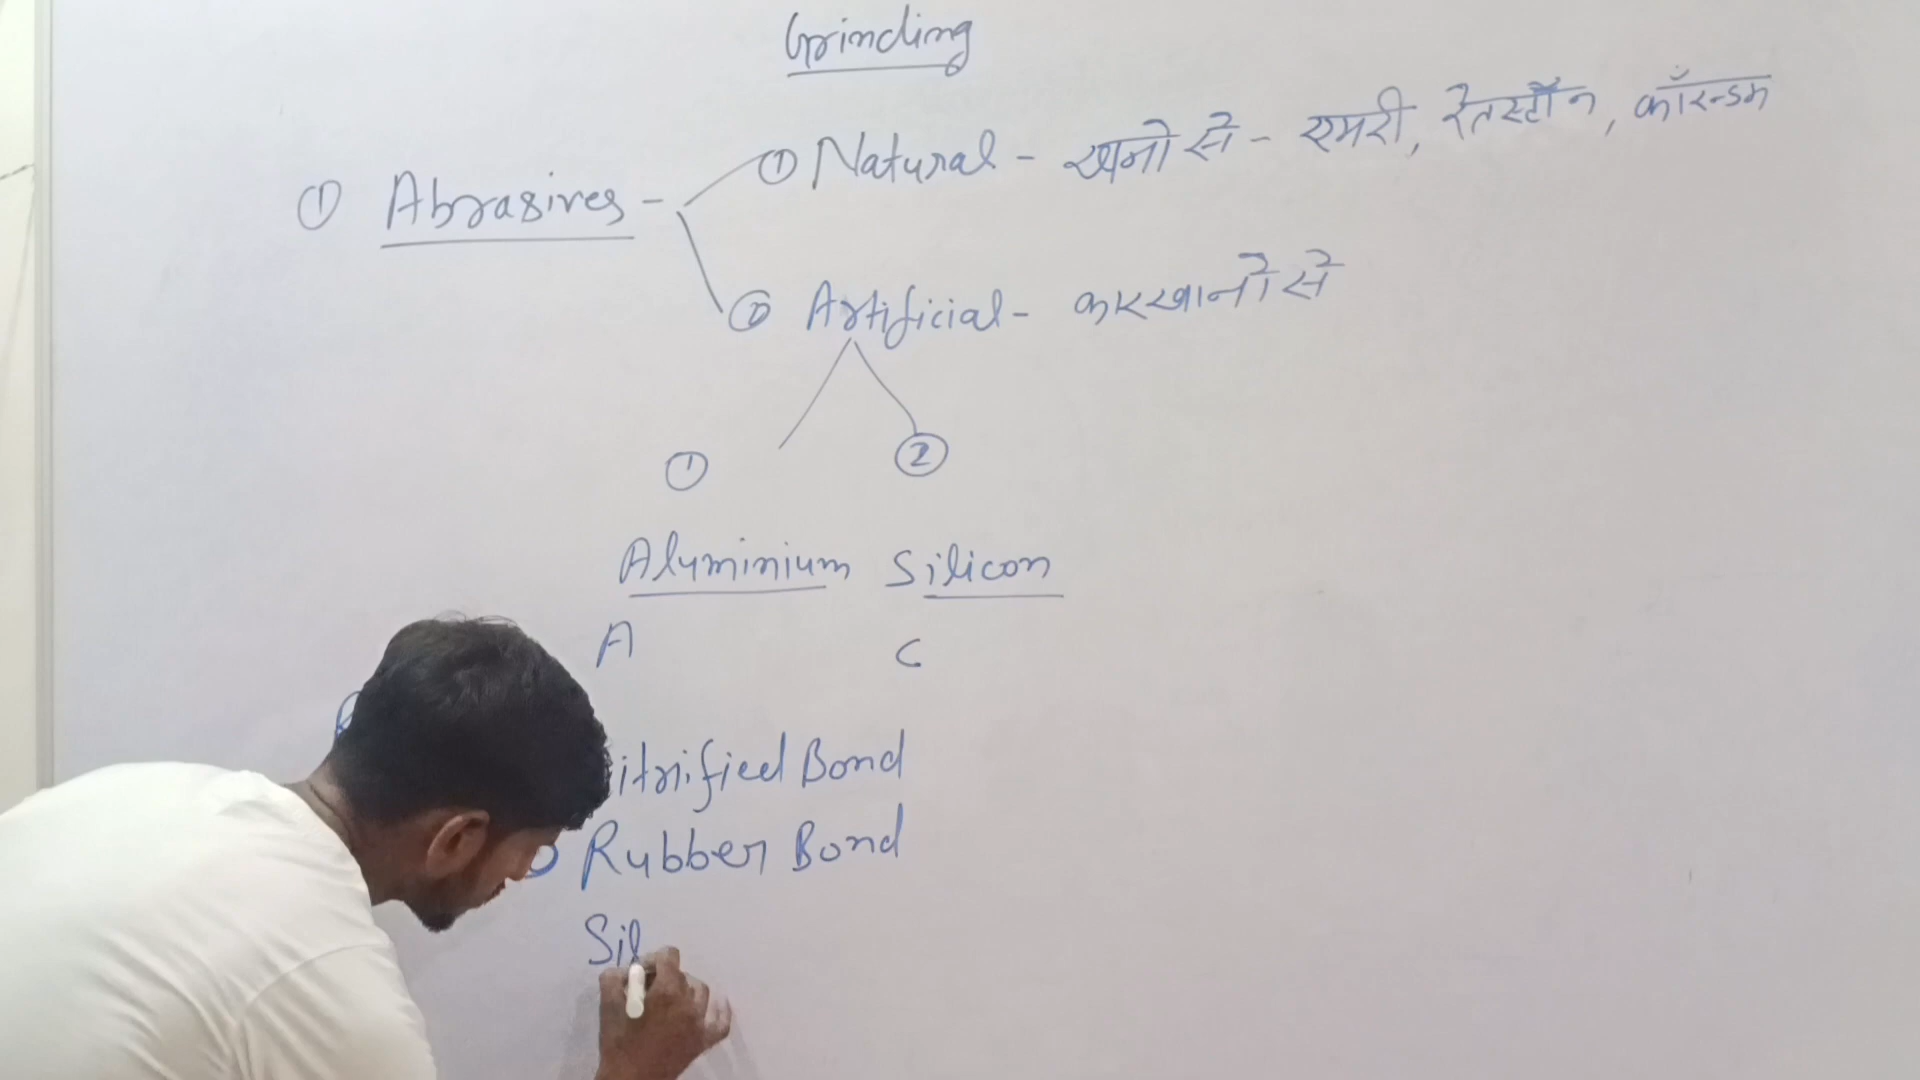 Grinding
① Abrasives - ① Natural - खानो से - एमरी, रेतस्टोन, कॉरन्डम
② Artificial - कारखानो से
① ②
Aluminium Silicon
A C
itrified Bond
Rubber Bond
Sil